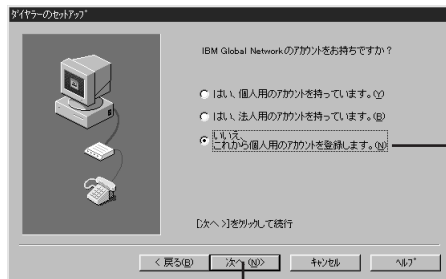 ダイヤラーのセットアップ
IBM Global Networkのアカウントをお持ちですか?
はい、個人用のアカウントを持っています。(Y)
はい、法人用のアカウントを持っています。(B)
いいえ、
これから個人用のアカウントを登録します。(N)
[次へ >]をクリックして続行
< 戻る(B)
次へ(N)>
キャンセル
ヘルプ